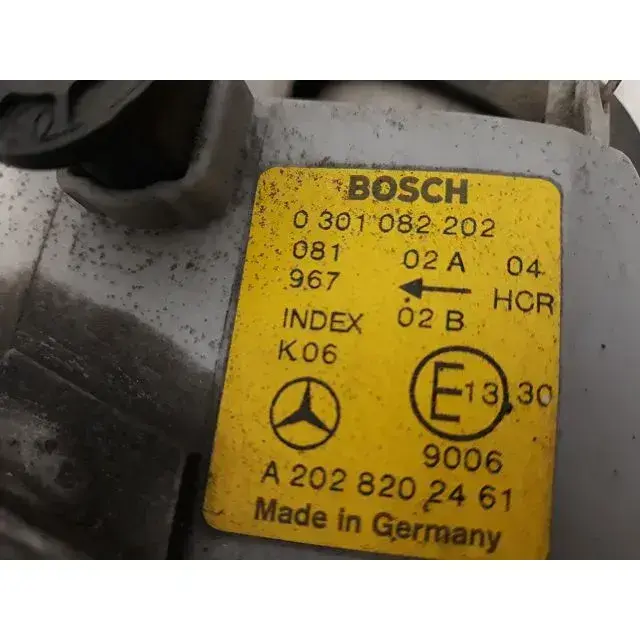 BOSCH
0 301 082 202
081 02 A 04
967 ← HCR
INDEX 02 B
K06
E13 30
9006
A 202 820 24 61
Made in Germany